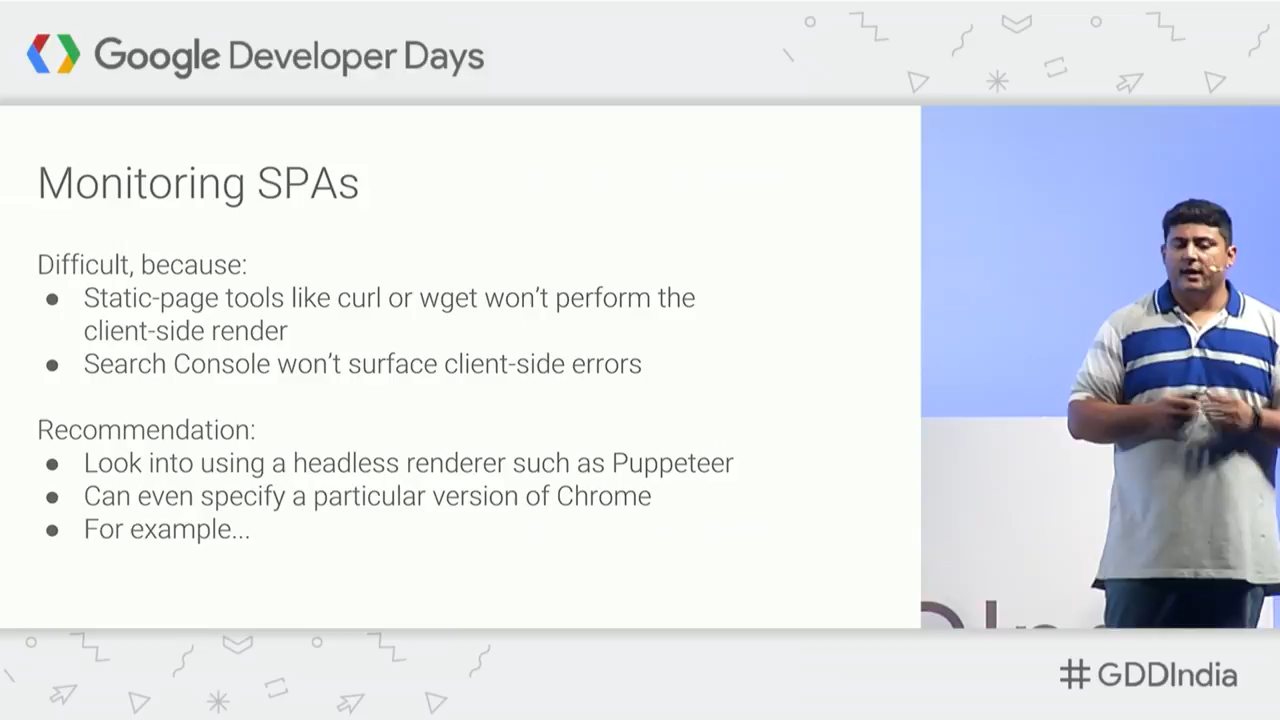 Google Developer Days
Monitoring SPAs
Difficult, because:
● Static-page tools like curl or wget won’t perform the
client-side render
● Search Console won’t surface client-side errors
Recommendation:
● Look into using a headless renderer such as Puppeteer
● Can even specify a particular version of Chrome
● For example...
#GDDIndia